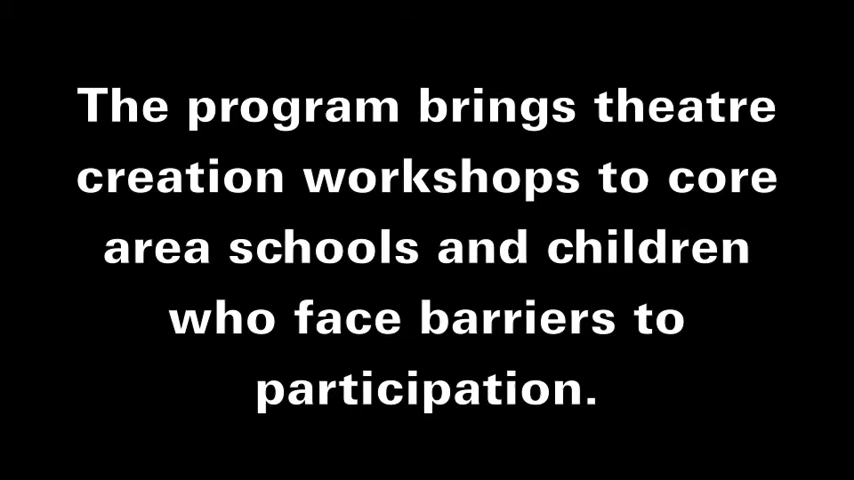 The program brings theatre
creation workshops to core
area schools and children
who face barriers to
participation.